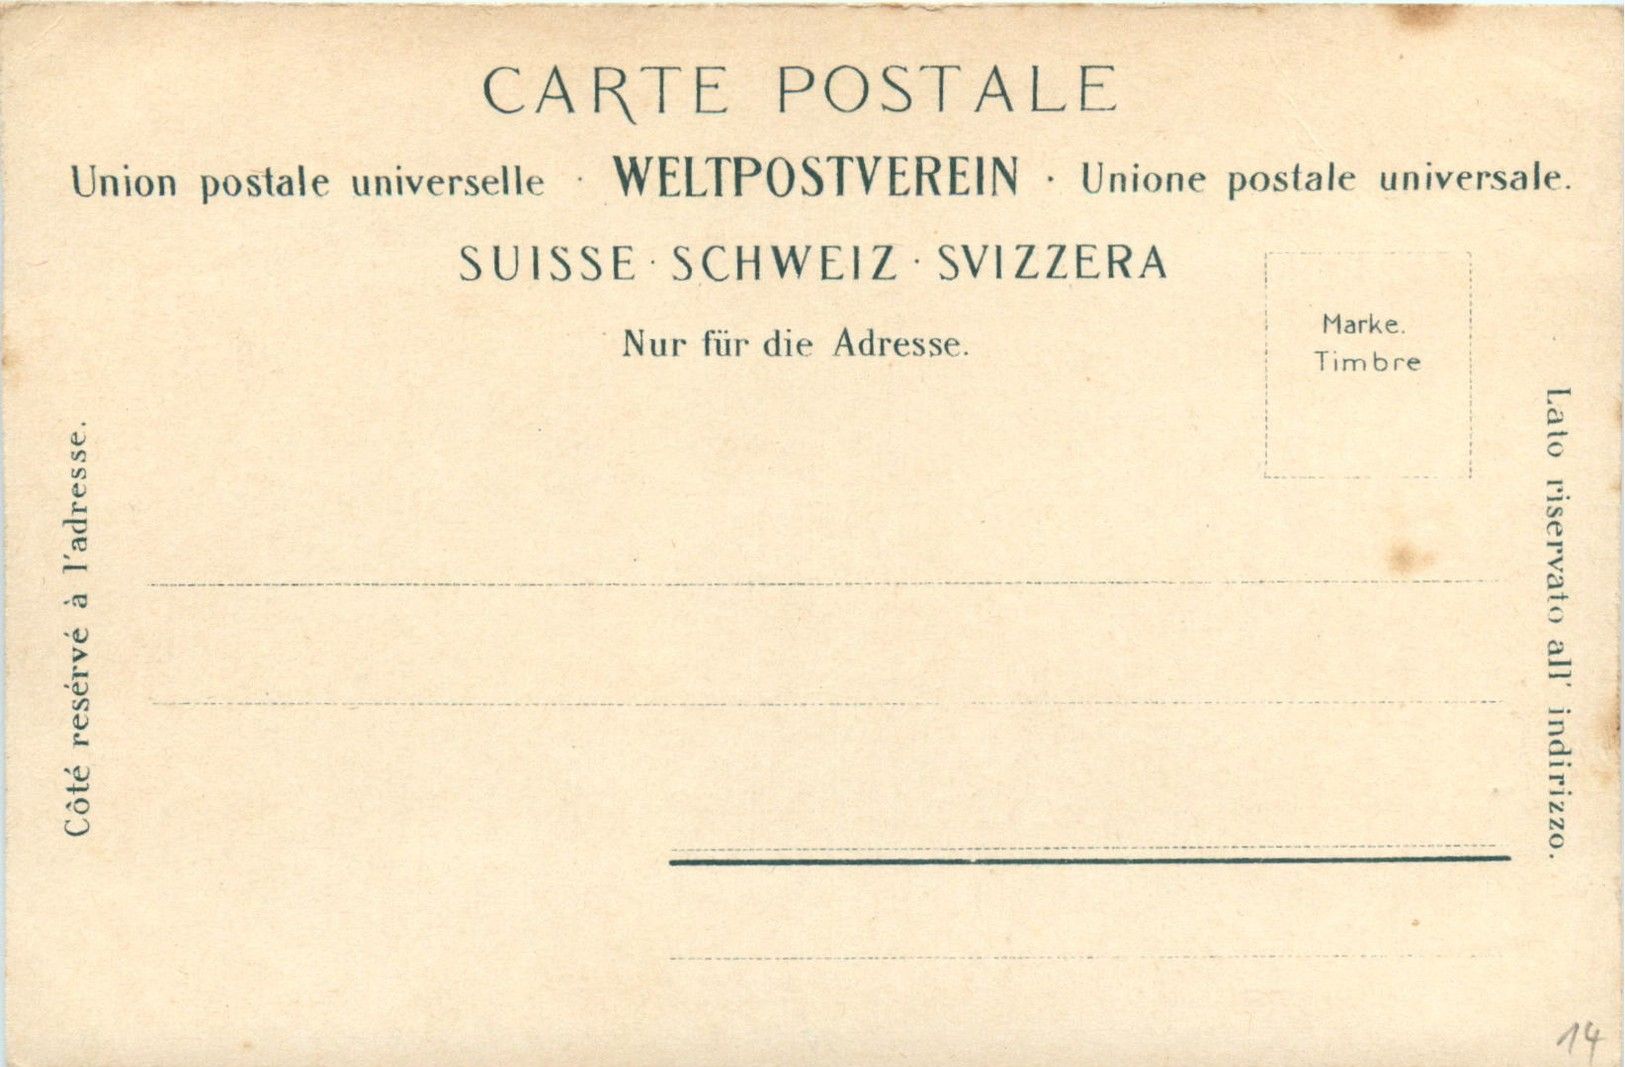 CARTE POSTALE
Union postale universelle · WELTPOSTVEREIN · Unione postale universale.
SUISSE · SCHWEIZ · SVIZZERA
Nur für die Adresse.
Marke.
Timbre
Côté resérvé à l'adresse.
Lato riservato all' indirizzo.
14